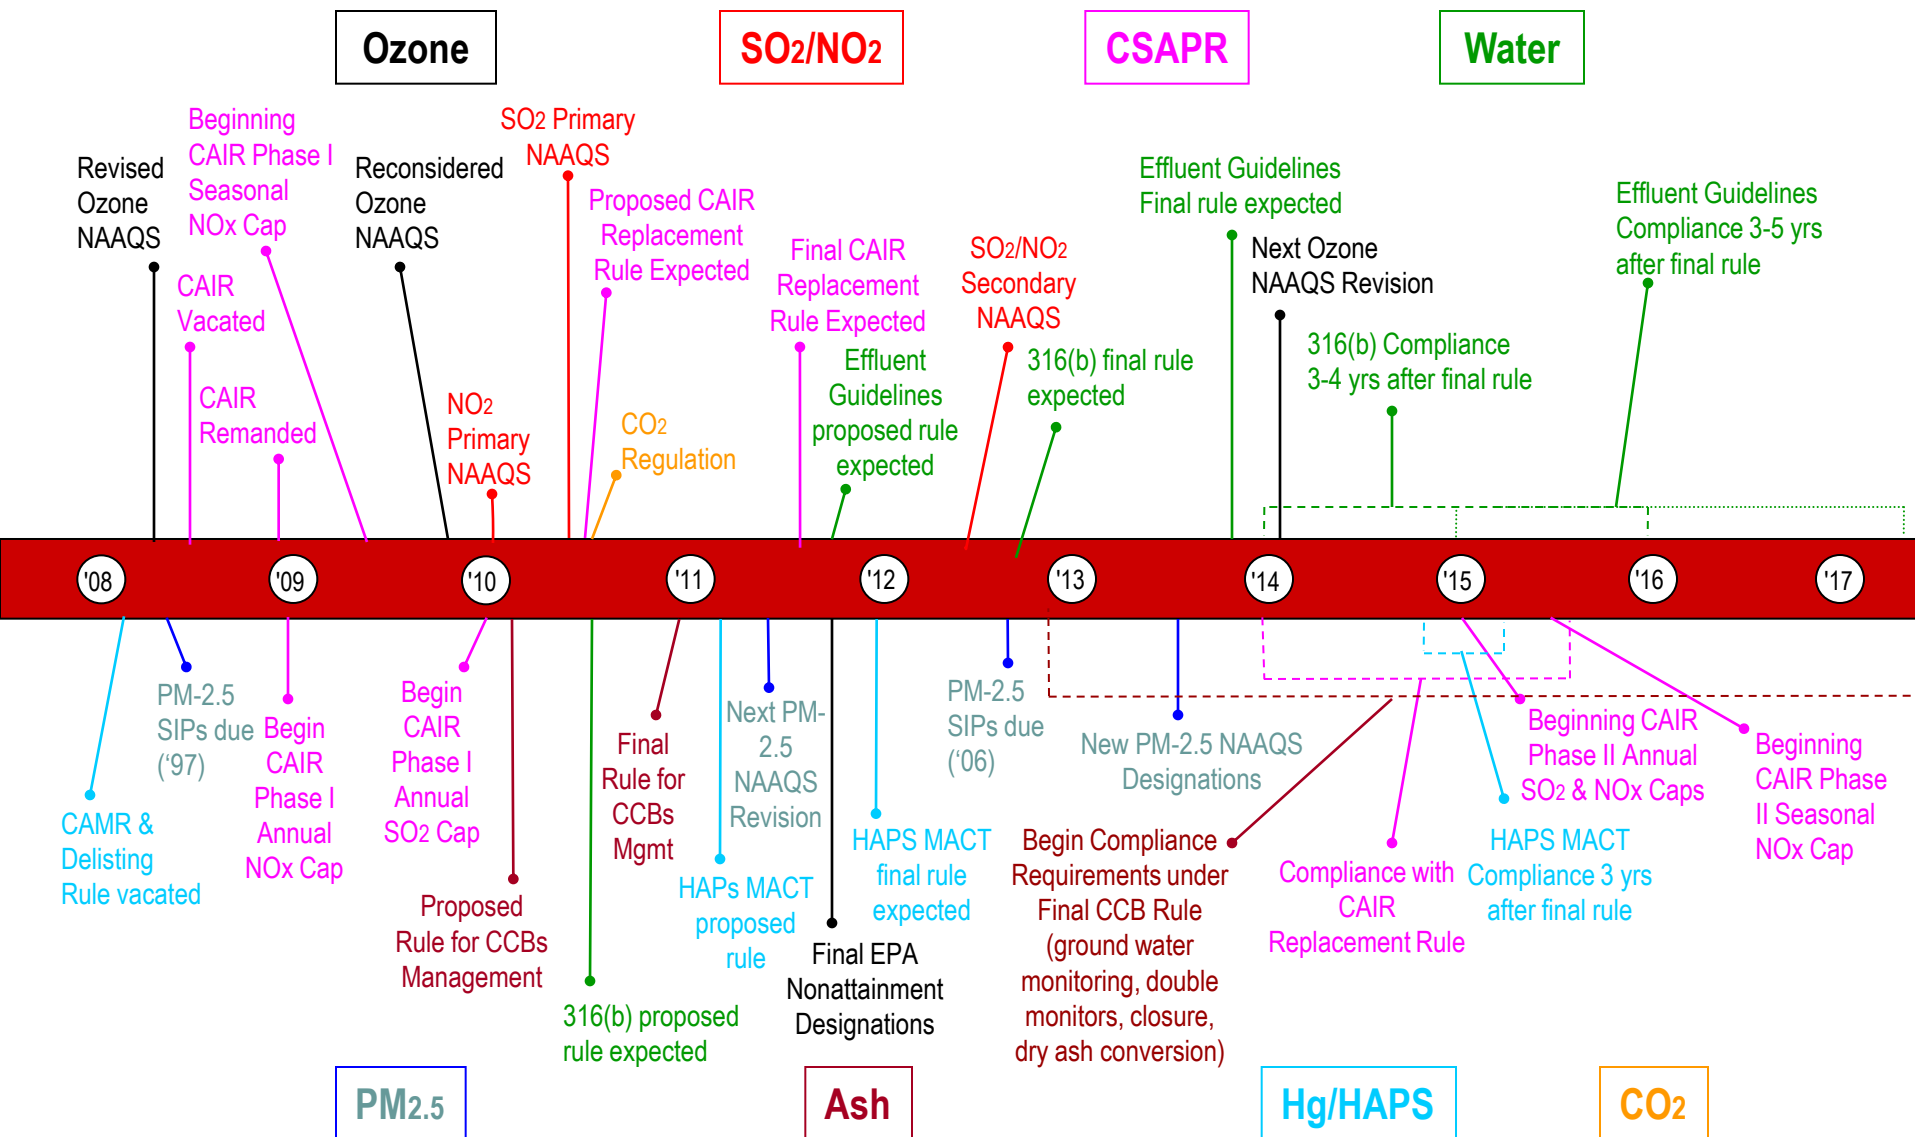 Ozone
SO2/NO2
CSAPR
Water
Beginning
CAIR Phase I
Seasonal
NOx Cap
Revised
Ozone
NAAQS
Reconsidered
Ozone
NAAQS
SO2 Primary
NAAQS
Proposed CAIR
Replacement
Rule Expected
CAIR
Vacated
CAIR
Remanded
NO2
Primary
NAAQS
CO2
Regulation
Final CAIR
Replacement
Rule Expected
Effluent
Guidelines
proposed rule
expected
SO2/NO2
Secondary
NAAQS
316(b) final rule
expected
Effluent Guidelines
Final rule expected
Next Ozone
NAAQS Revision
316(b) Compliance
3-4 yrs after final rule
Effluent Guidelines
Compliance 3-5 yrs
after final rule
'08
'09
'10
'11
'12
'13
'14
'15
'16
'17
CAMR &
Delisting
Rule vacated
PM-2.5
SIPs due
(‘97)
Begin
CAIR
Phase I
Annual
NOx Cap
Begin
CAIR
Phase I
Annual
SO2 Cap
Proposed
Rule for CCBs
Management
316(b) proposed
rule expected
Final
Rule for
CCBs
Mgmt
HAPs MACT
proposed
rule
Next PM-
2.5
NAAQS
Revision
Final EPA
Nonattainment
Designations
HAPS MACT
final rule
expected
PM-2.5
SIPs due
(‘06)
New PM-2.5 NAAQS
Designations
Begin Compliance
Requirements under
Final CCB Rule
(ground water
monitoring, double
monitors, closure,
dry ash conversion)
Compliance with
CAIR
Replacement Rule
HAPS MACT
Compliance 3 yrs
after final rule
Beginning CAIR
Phase II Annual
SO2 & NOx Caps
Beginning
CAIR Phase
II Seasonal
NOx Cap
PM2.5
Ash
Hg/HAPS
CO2